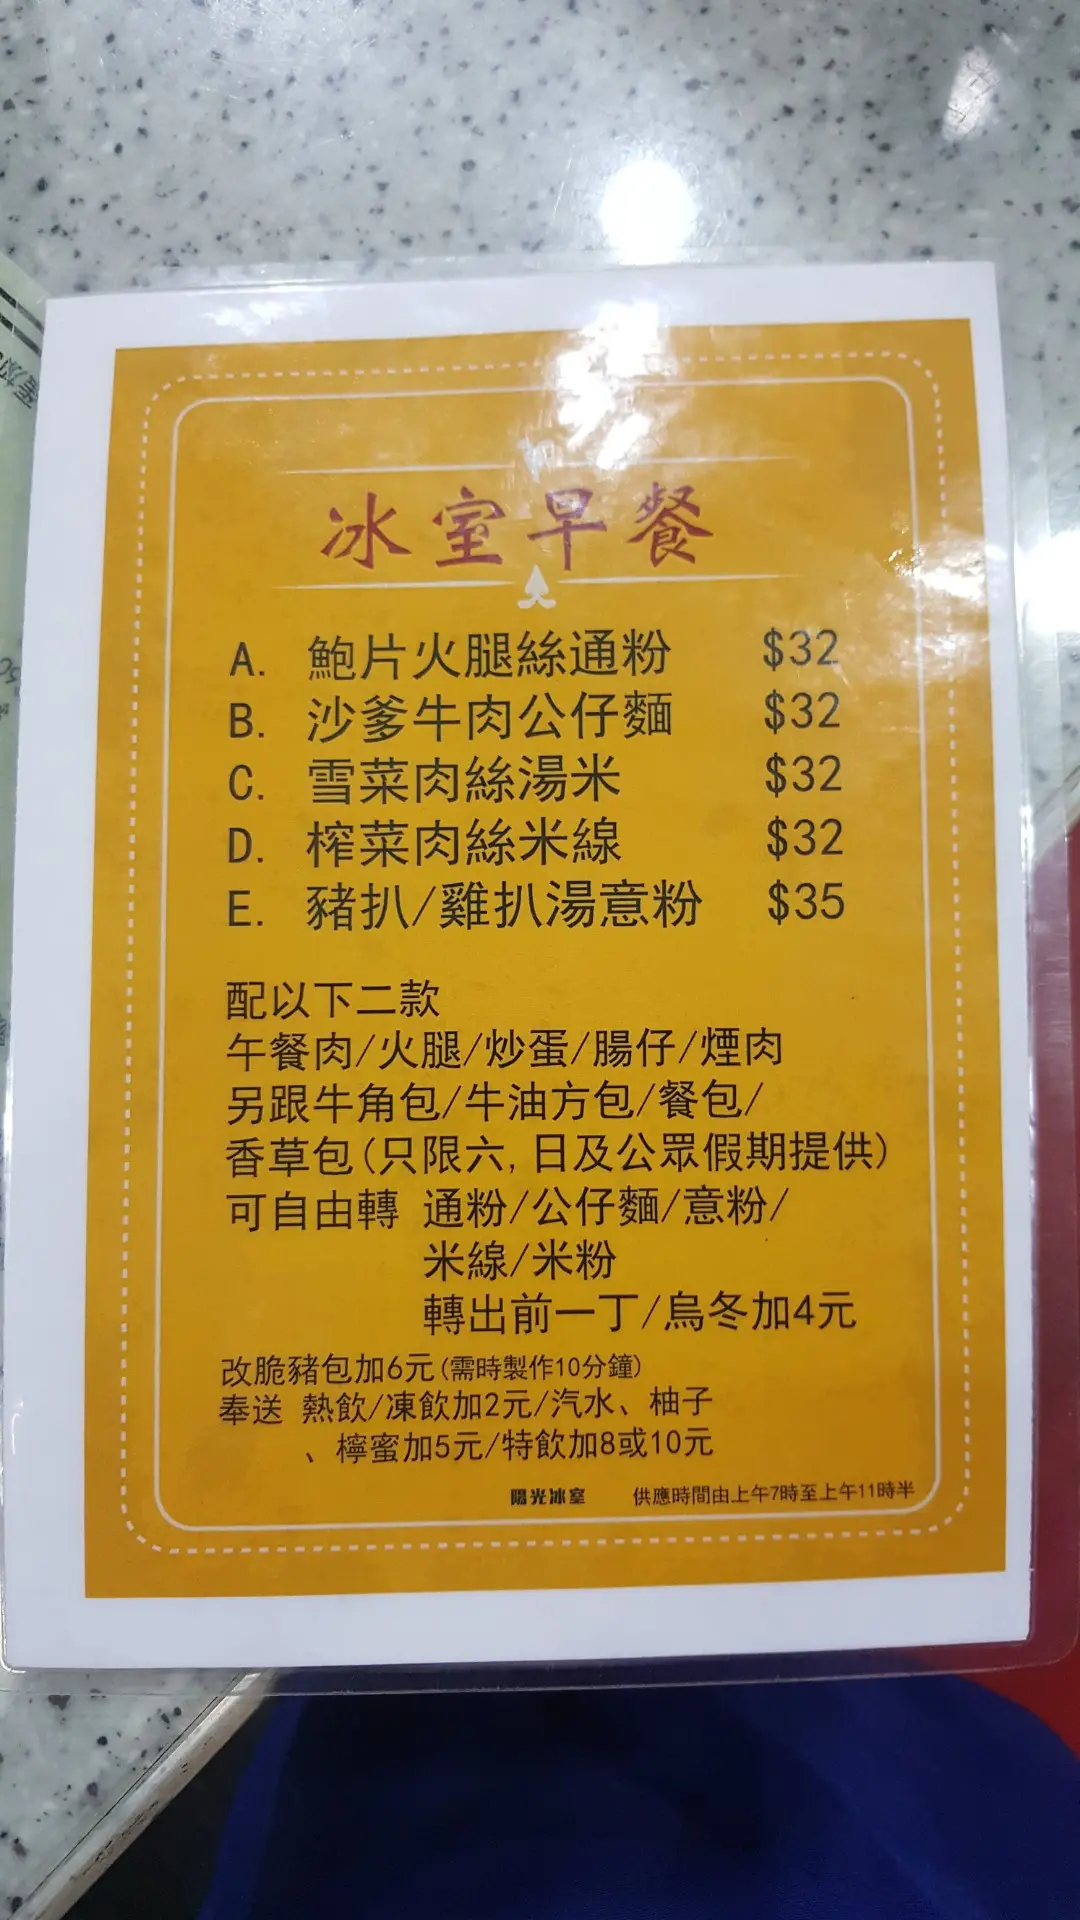 冰室早餐
A. 鮑片火腿絲通粉 $32
B. 沙爹牛肉公仔麵 $32
C. 雪菜肉絲湯米 $32
D. 榨菜肉絲米線 $32
E. 豬扒/雞扒湯意粉 $35
配以下二款
午餐肉/火腿/炒蛋/腸仔/煙肉
另跟牛角包/牛油方包/餐包/
香草包(只限六,日及公眾假期提供)
可自由轉 通粉/公仔麵/意粉/
米線/米粉
轉出前一丁/烏冬加4元
改脆豬包加6元(需時製作10分鐘)
奉送 熱飲/凍飲加2元/汽水、柚子
、檸蜜加5元/特飲加8或10元
陽光冰室 供應時間由上午7時至上午11時半